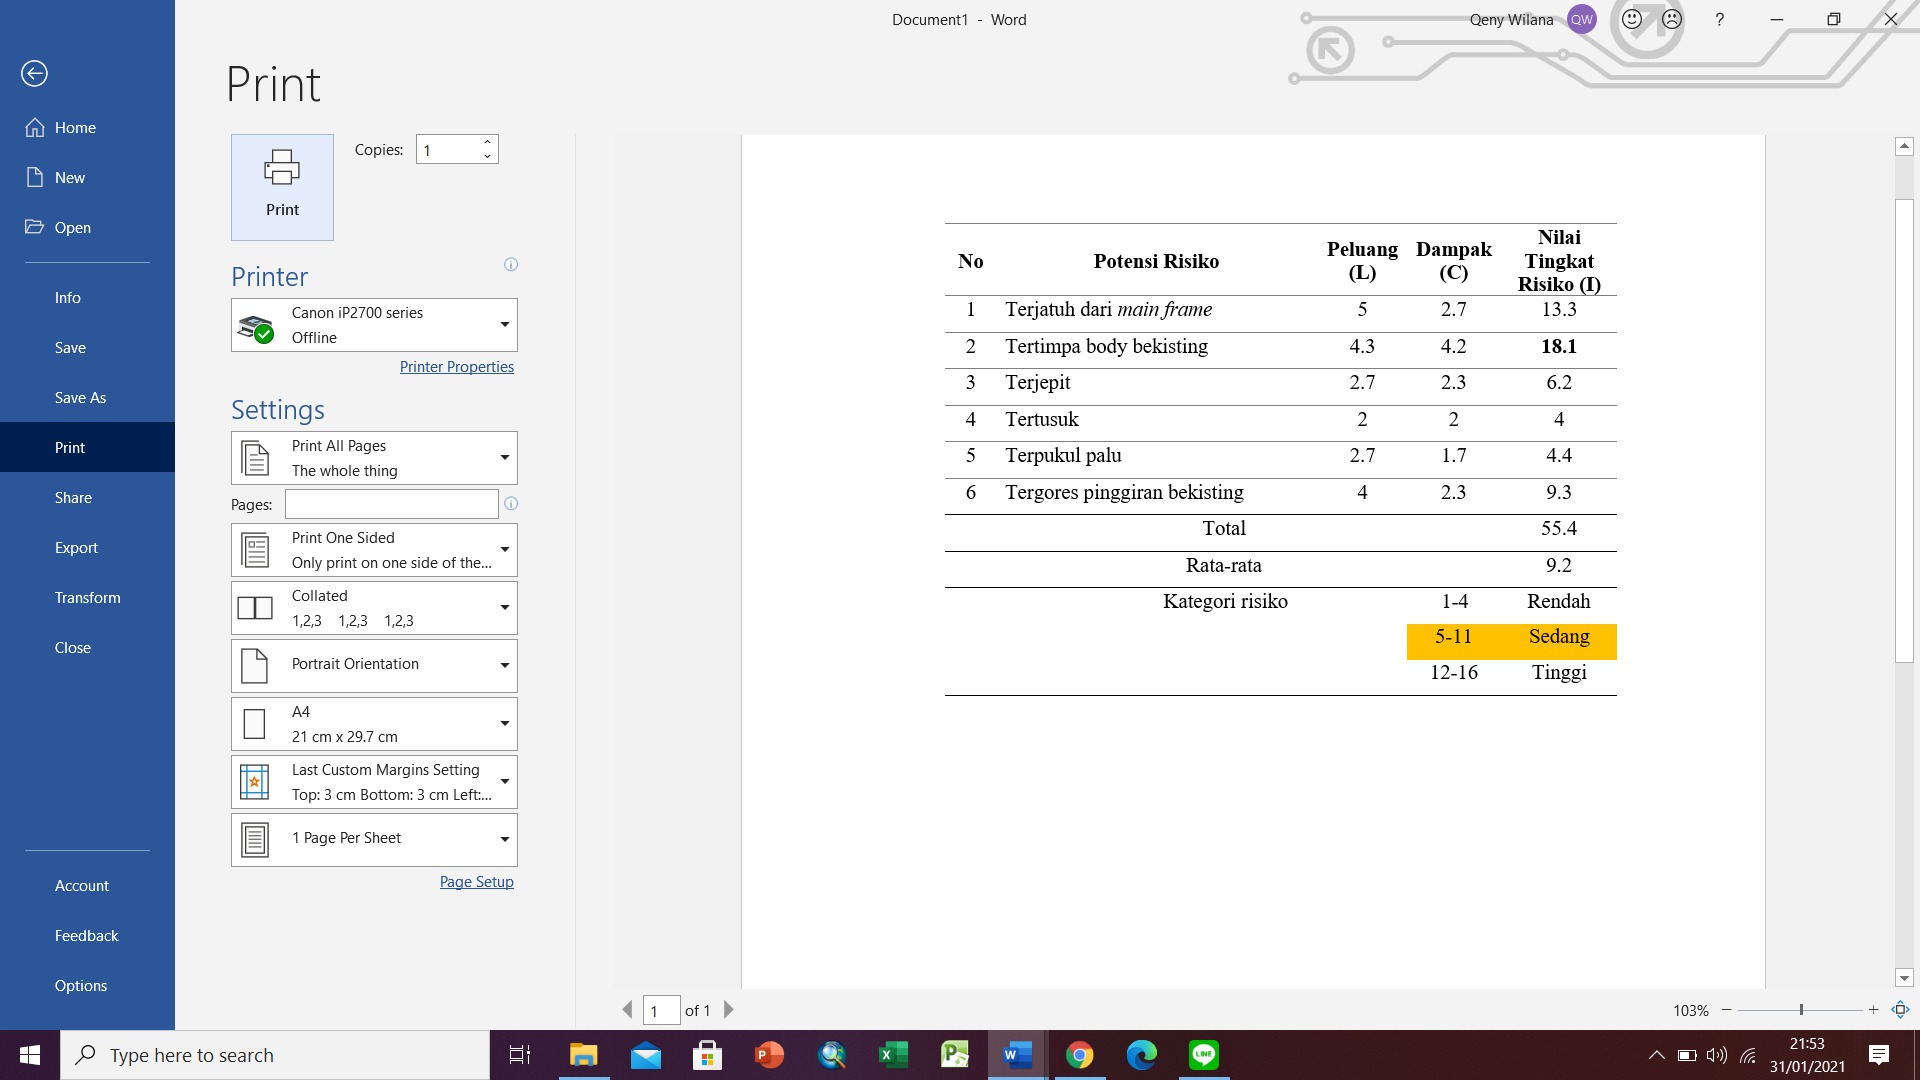 Document1 - Word
Qeny Wilana
QW
?
Print
Home
New
Open
Info
Save
Save As
Print
Share
Export
Transform
Close
Account
Feedback
Options
Print
Copies: 1
Printer
Canon iP2700 series
Offline
Printer Properties
Settings
Print All Pages
The whole thing
Pages:
Print One Sided
Only print on one side of the...
Collated
1,2,3 1,2,3 1,2,3
Portrait Orientation
A4
21 cm x 29.7 cm
Last Custom Margins Setting
Top: 3 cm Bottom: 3 cm Left:...
1 Page Per Sheet
Page Setup
No Potensi Risiko Peluang (L) Dampak (C) Nilai Tingkat Risiko (I)
1 Terjatuh dari main frame 5 2.7 13.3
2 Tertimpa body bekisting 4.3 4.2 18.1
3 Terjepit 2.7 2.3 6.2
4 Tertusuk 2 2 4
5 Terpukul palu 2.7 1.7 4.4
6 Tergores pinggiran bekisting 4 2.3 9.3
Total 55.4
Rata-rata 9.2
Kategori risiko 1-4 Rendah
5-11 Sedang
12-16 Tinggi
1 of 1
103%
Type here to search
LINE
21:53
31/01/2021